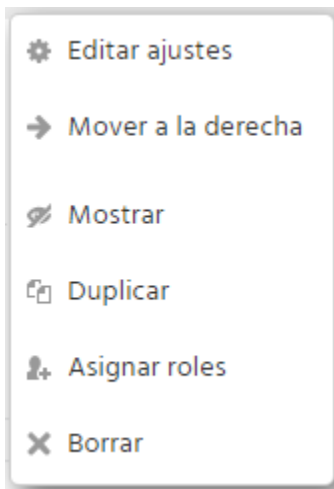 Editar ajustes
Mover a la derecha
Mostrar
Duplicar
Asignar roles
Borrar